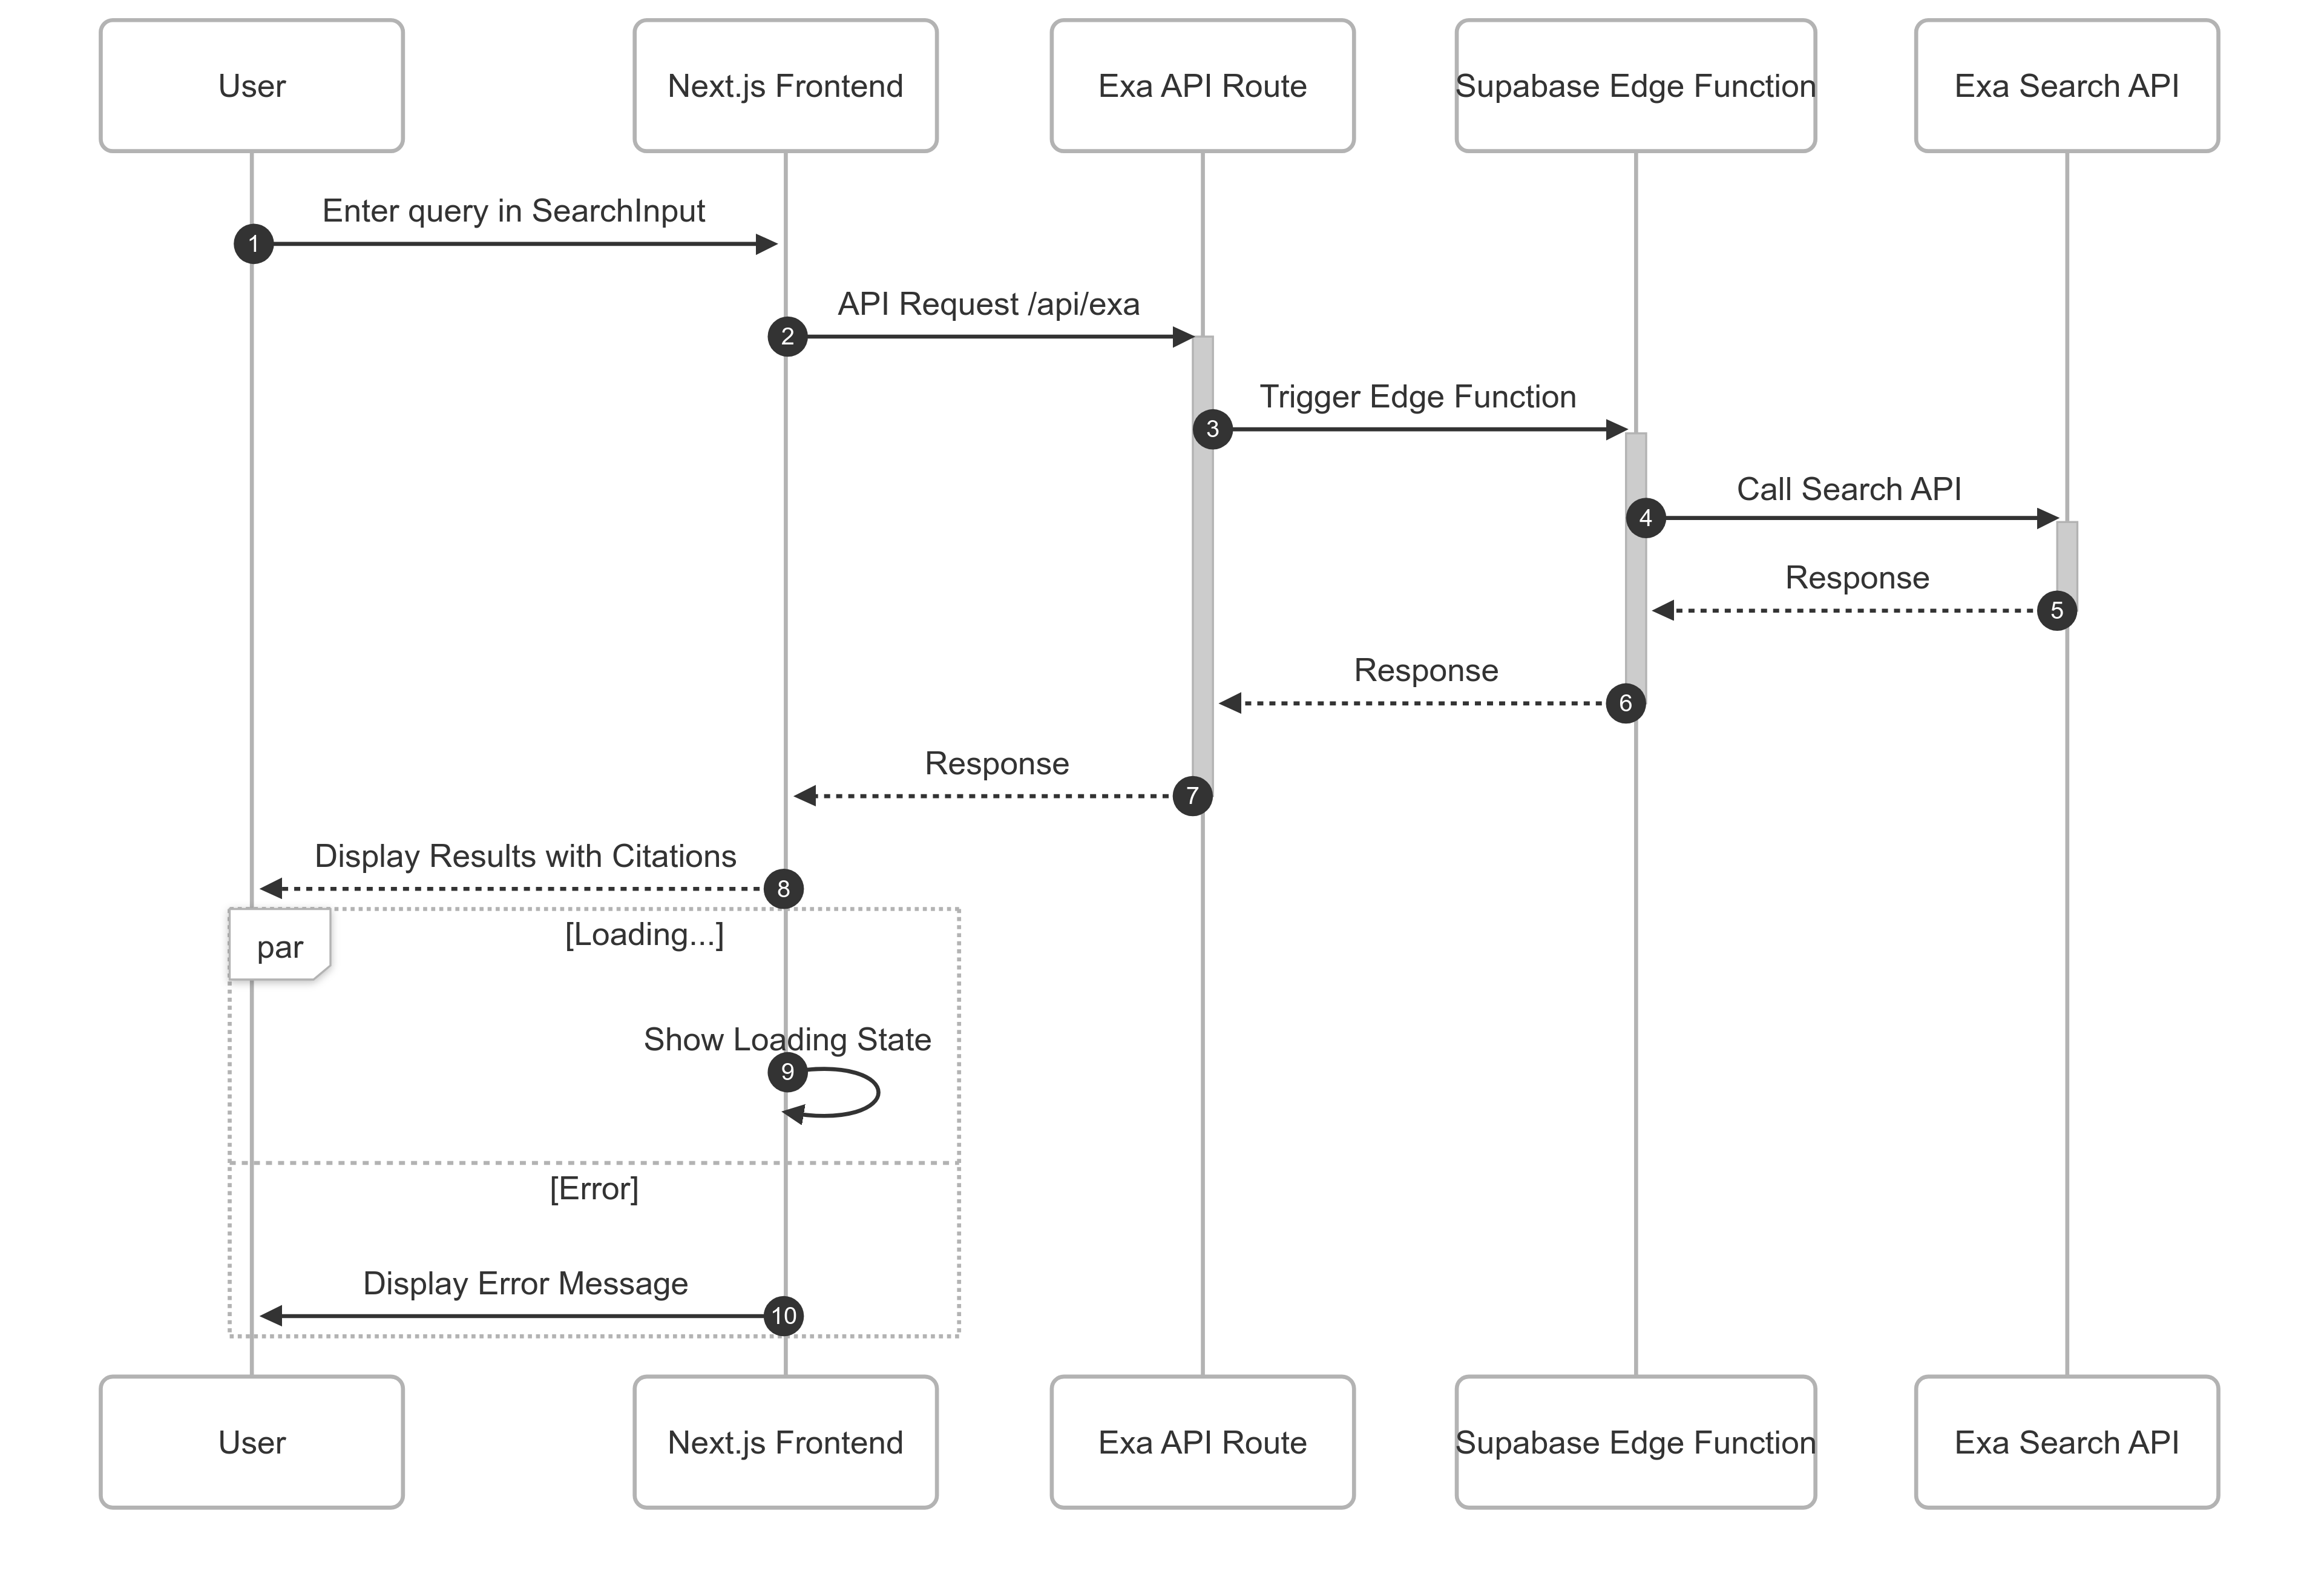 User
Next.js Frontend
Exa API Route
Supabase Edge Function
Exa Search API
Enter query in SearchInput
1
API Request /api/exa
2
Trigger Edge Function
3
Call Search API
4
Response
5
Response
6
Response
7
Display Results with Citations
8
par
[Loading...]
Show Loading State
9
[Error]
Display Error Message
10
User
Next.js Frontend
Exa API Route
Supabase Edge Function
Exa Search API